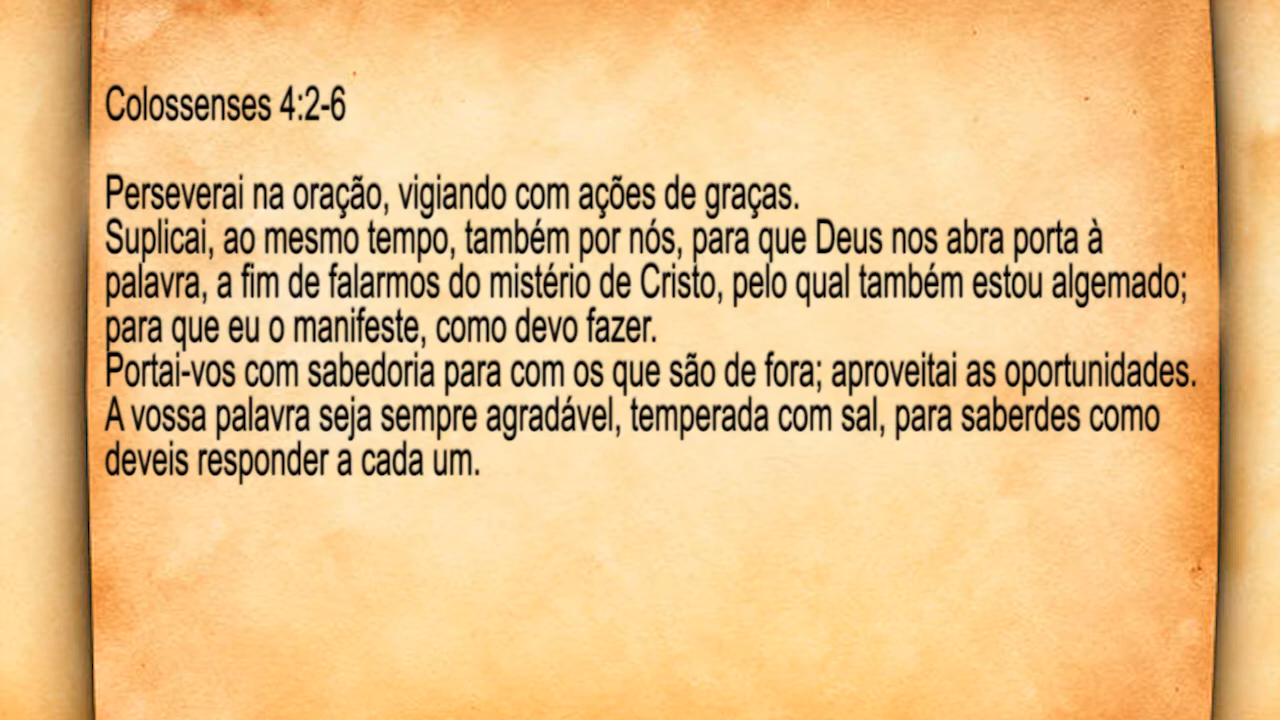 Colossenses 4:2-6
Perseverai na oração, vigiando com ações de graças.
Suplicai, ao mesmo tempo, também por nós, para que Deus nos abra porta à
palavra, a fim de falarmos do mistério de Cristo, pelo qual também estou algemado;
para que eu o manifeste, como devo fazer.
Portai-vos com sabedoria para com os que são de fora; aproveitai as oportunidades.
A vossa palavra seja sempre agradável, temperada com sal, para saberdes como
deveis responder a cada um.